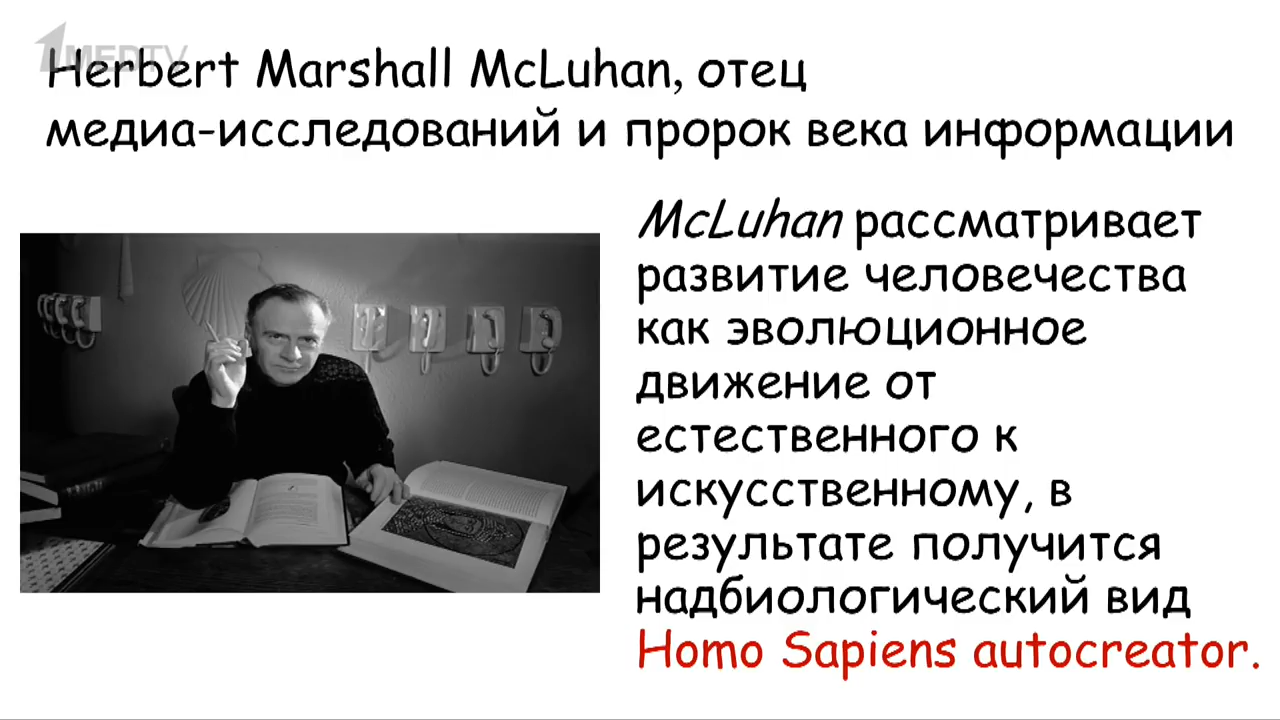 1MEDTV
Herbert Marshall McLuhan, отец
медиа-исследований и пророк века информации
McLuhan рассматривает
развитие человечества
как эволюционное
движение от
естественного к
искусственному, в
результате получится
надбиологический вид
Homo Sapiens autocreator.